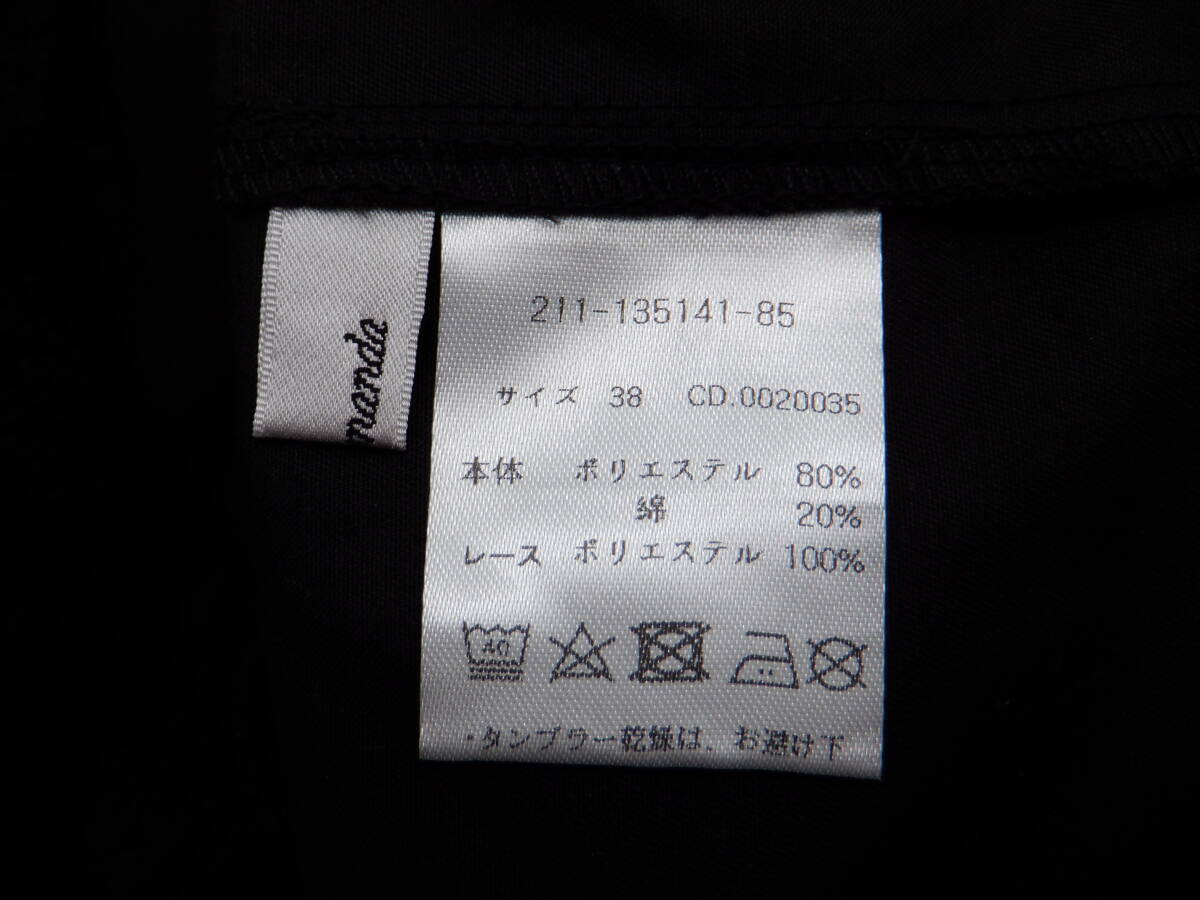 manda
211-135141-85
サイズ 38 CD.0020035
本体 ポリエステル 80%
綿 20%
レース ポリエステル 100%
40
・タンブラー乾燥は、お避け下